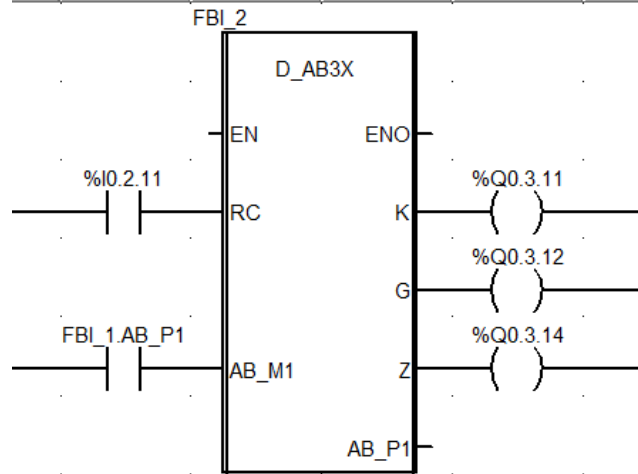 FBI_2
D_AB3X
EN ENO
%I0.2.11 %Q0.3.11
RC K
%Q0.3.12
G
FBI_1.AB_P1 %Q0.3.14
AB_M1 Z
AB_P1